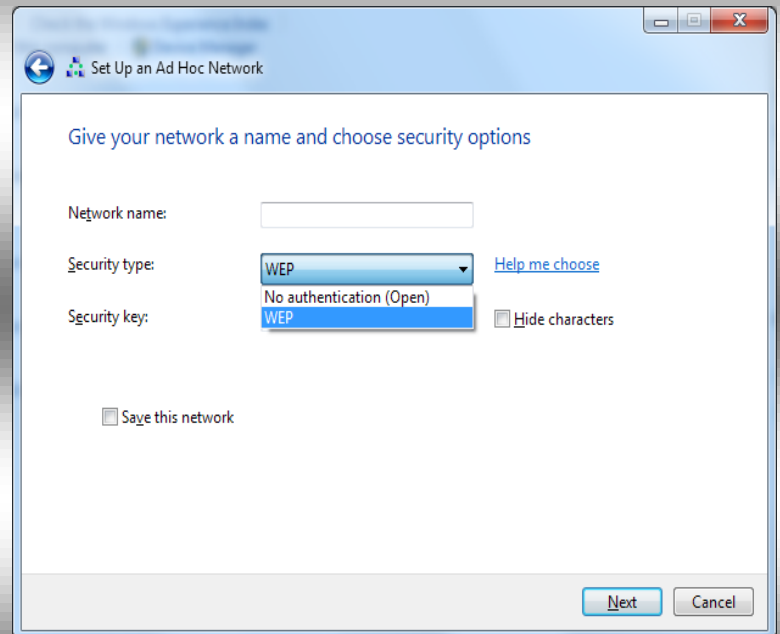 Set Up an Ad Hoc Network
Give your network a name and choose security options
Network name:
Security type:
WEP
Help me choose
No authentication (Open)
WEP
Security key:
Hide characters
Save this network
Next
Cancel